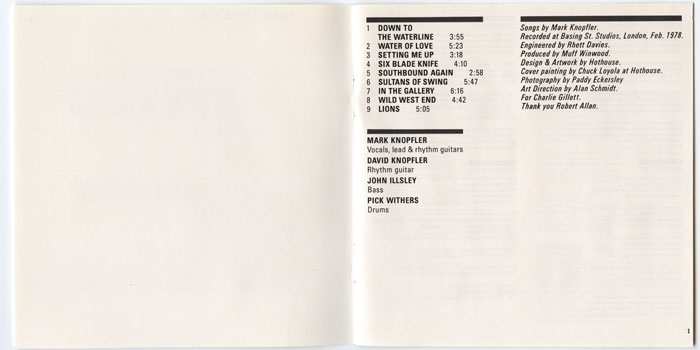 1 DOWN TO
THE WATERLINE 3:55
2 WATER OF LOVE 5:23
3 SETTING ME UP 3:18
4 SIX BLADE KNIFE 4:10
5 SOUTHBOUND AGAIN 2:58
6 SULTANS OF SWING 5:47
7 IN THE GALLERY 6:16
8 WILD WEST END 4:42
9 LIONS 5:05
MARK KNOPFLER
Vocals, lead & rhythm guitars
DAVID KNOPFLER
Rhythm guitar
JOHN ILLSLEY
Bass
PICK WITHERS
Drums
Songs by Mark Knopfler.
Recorded at Basing St. Studios, London, Feb. 1978.
Engineered by Rhett Davies.
Produced by Muff Winwood.
Design & Artwork by Hothouse.
Cover painting by Chuck Loyola at Hothouse.
Photography by Paddy Eckersley
Art Direction by Alan Schmidt.
For Charlie Gillett.
Thank you Robert Allan.
1